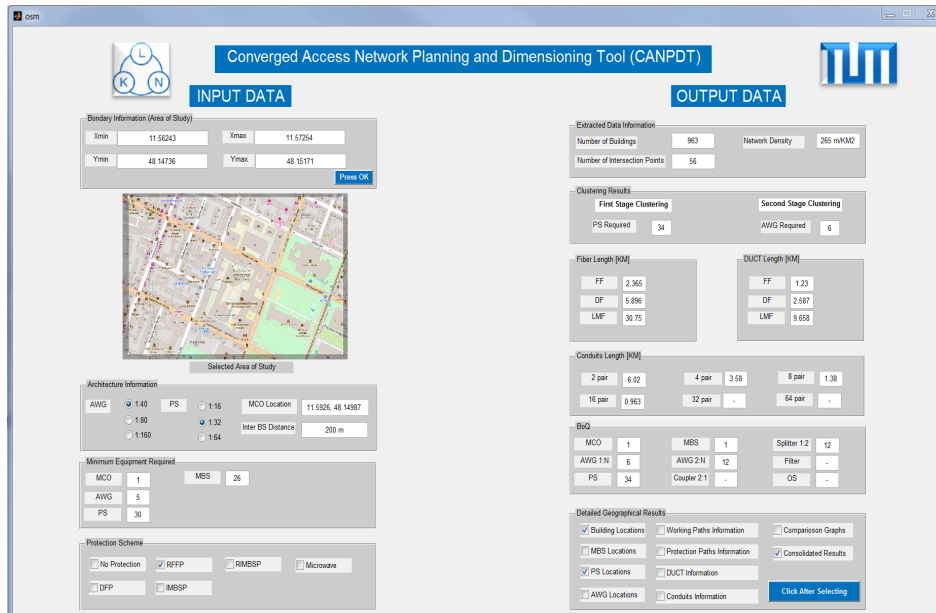 osm
L
K N
Converged Access Network Planning and Dimensioning Tool (CANPDT)
TUM
INPUT DATA
Bondary Information (Area of Study)
Xmin 11.56243 Xmax 11.57254
Ymin 48.14736 Ymax 48.15171
Press OK
Selected Area of Study
Architecture Information
AWG 1:40 PS 1:16 MCO Location 11.5926, 48.14987
1:80 1:32 Inter BS Distance 200 m
1:160 1:64
Minimum Equipment Required
MCO 1 MBS 26
AWG 5
PS 30
Protection Scheme
No Protection RFFP RIMBSP Microwave
DFP IMBSP
OUTPUT DATA
Extracted Data Information
Number of Buildings 963 Network Density 265 m/KM2
Number of Intersection Points 56
Clustering Results
First Stage Clustering Second Stage Clustering
PS Required 34 AWG Required 6
Fiber Length [KM]
FF 2.365
DF 5.896
LMF 30.75
DUCT Length [KM]
FF 1.23
DF 2.587
LMF 9.658
Conduits Length [KM]
2 pair 6.02 4 pair 3.58 8 pair 1.38
16 pair 0.963 32 pair - 64 pair -
BoQ
MCO 1 MBS 1 Splitter 1:2 12
AWG 1:N 6 AWG 2:N 12 Filter -
PS 34 Coupler 2:1 - OS -
Detailed Geographical Results
Building Locations Working Paths Information Comparioson Graphs
MBS Locations Protection Paths Information Consolidated Results
PS Locations DUCT Information
AWG Locations Conduits Information
Click After Selecting